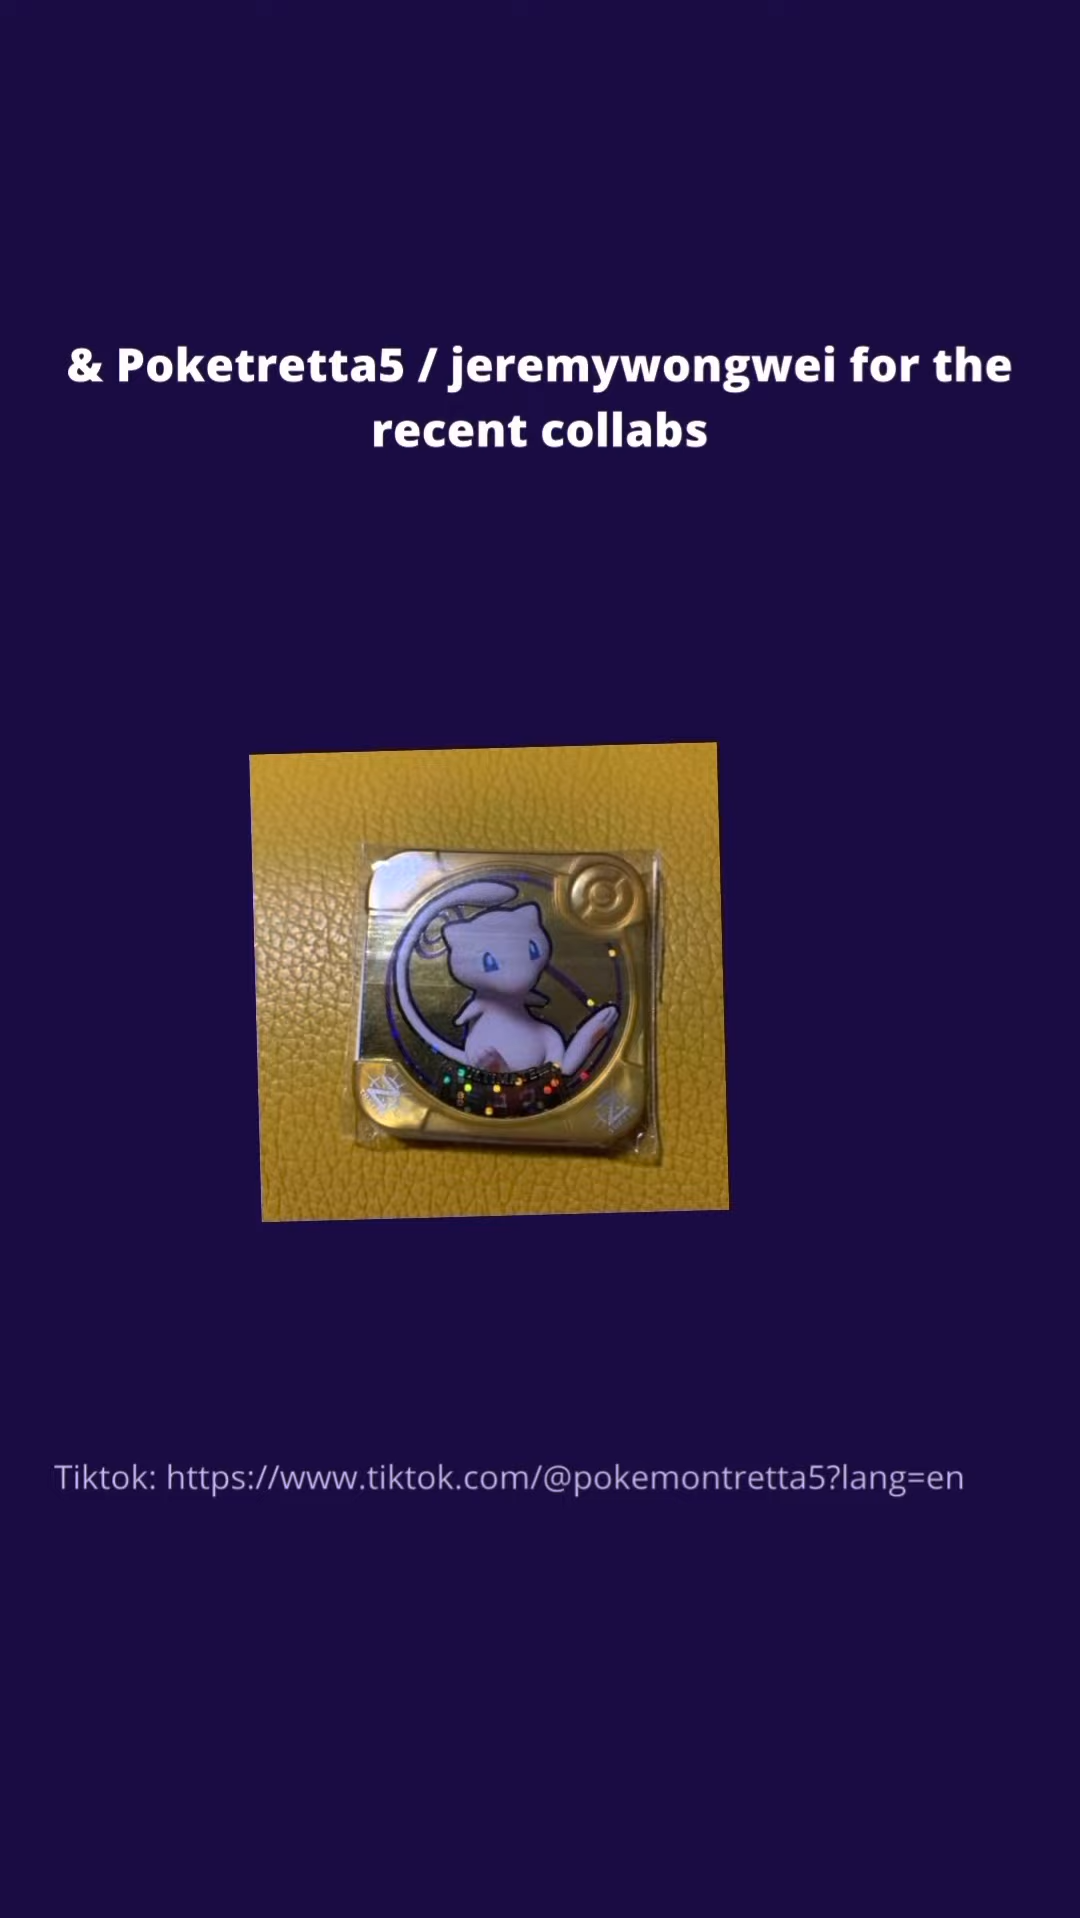 & Poketretta5 / jeremywongwei for the
recent collabs
Tiktok: https://www.tiktok.com/@pokemontretta5?lang=en